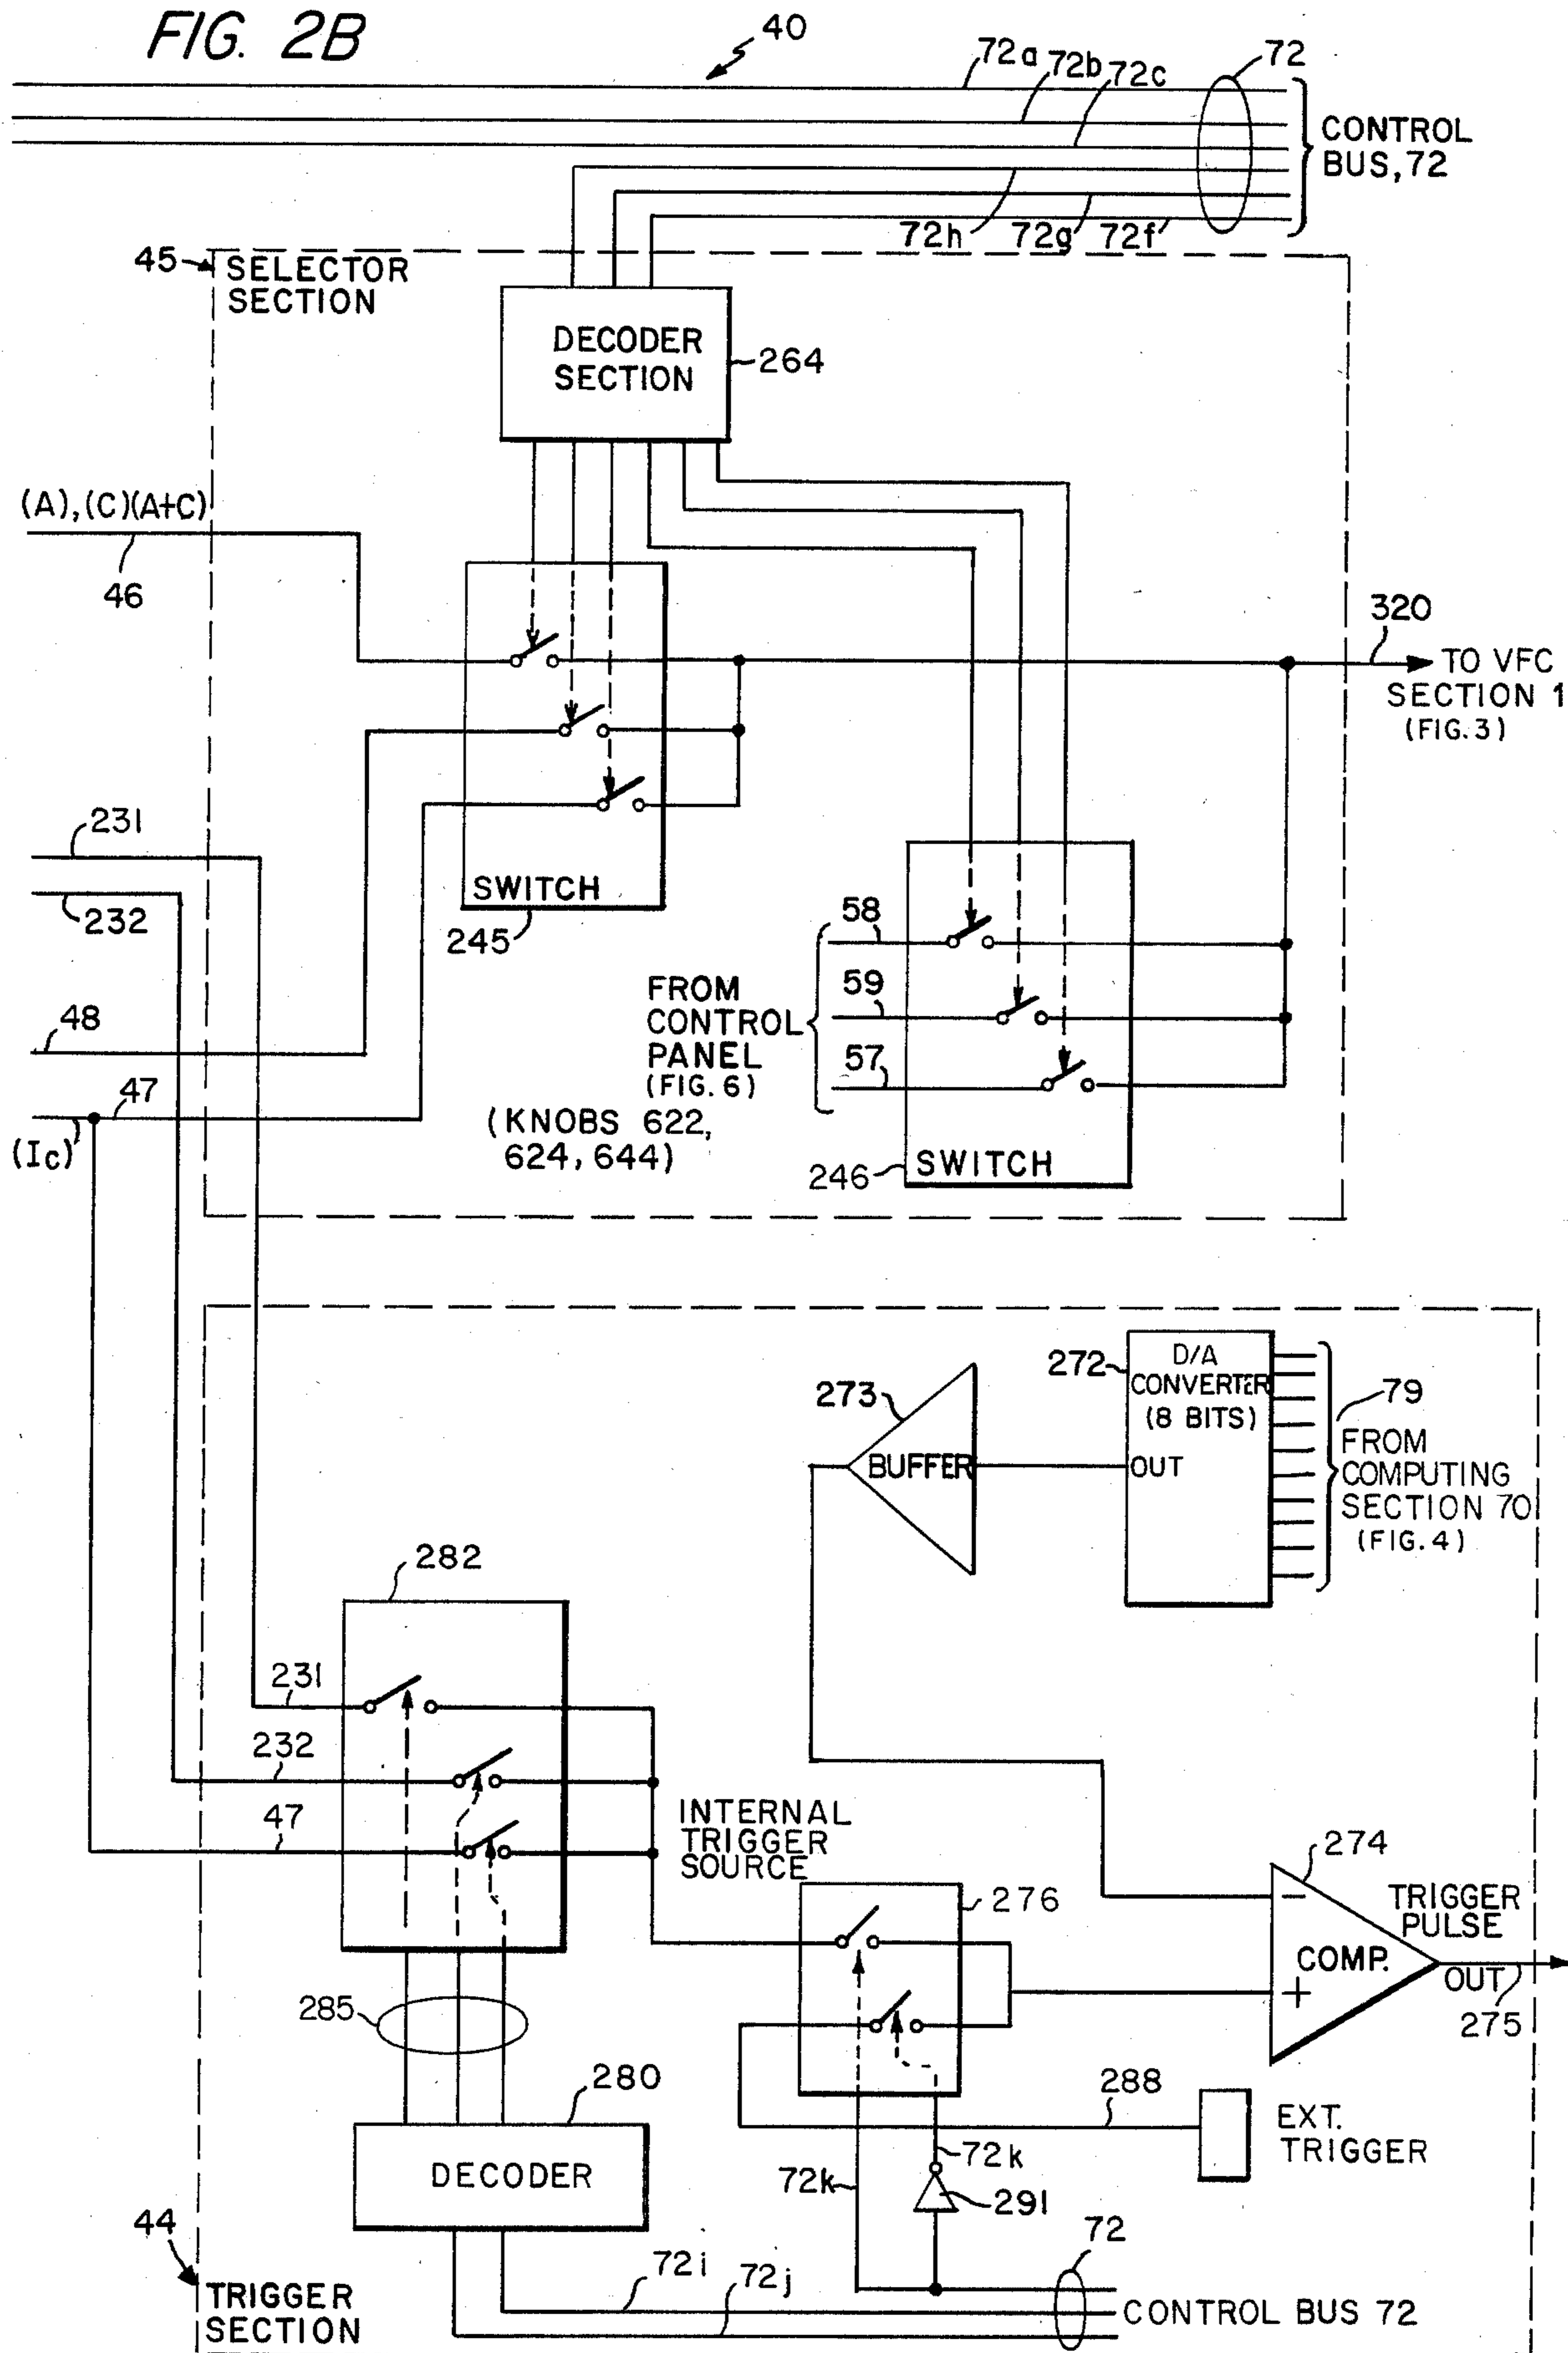 FIG. 2B
40
72a
72b
72c
72
CONTROL
BUS, 72
72h
72g
72f
45
SELECTOR
SECTION
DECODER
SECTION
264
(A),(C)(A+C)
46
320
TO VFC
SECTION 1
(FIG. 3)
231
232
SWITCH
245
48
47
(Ic)
58
59
57
FROM
CONTROL
PANEL
(FIG. 6)
(KNOBS 622,
624, 644)
246
SWITCH
272
D/A
CONVERTER
(8 BITS)
OUT
79
FROM
COMPUTING
SECTION 70
(FIG. 4)
273
BUFFER
282
231
232
47
INTERNAL
TRIGGER
SOURCE
276
274
TRIGGER
PULSE
COMP.
−
+
OUT
275
285
280
DECODER
288
EXT.
TRIGGER
72k
72k
291
44
TRIGGER
SECTION
72i
72j
72
CONTROL BUS 72